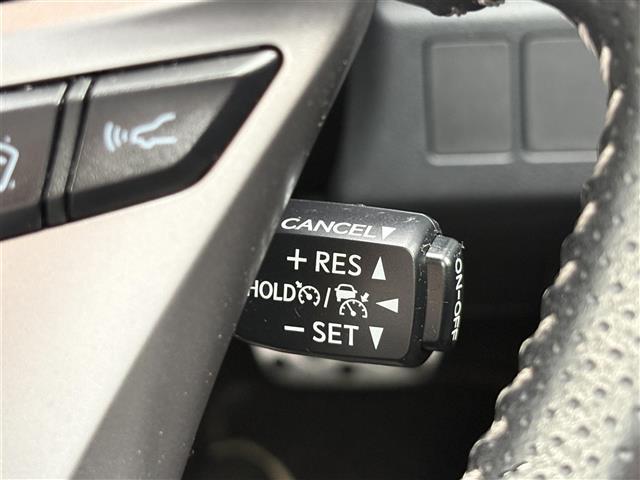 CANCEL▼
+ RES ▲
HOLD / ◀
− SET ▼
ON-OFF